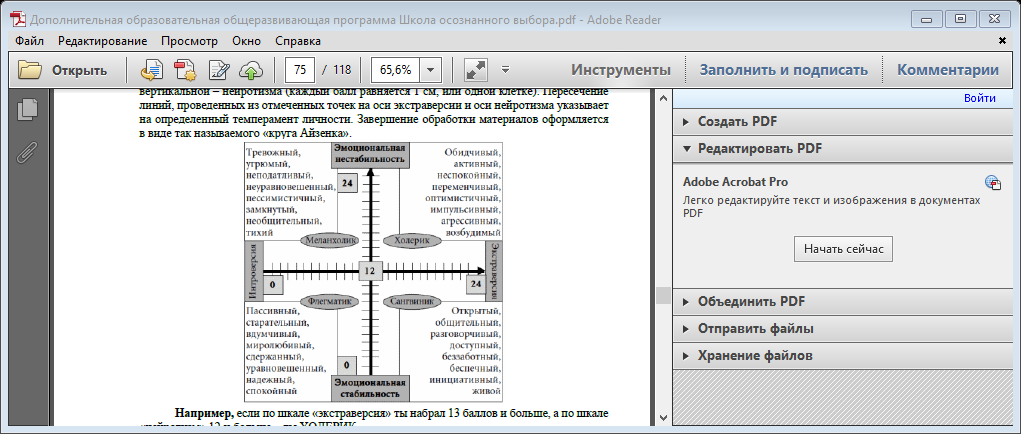 Дополнительная образовательная общеразвивающая программа Школа осознанного выбора.pdf - Adobe Reader
Файл Редактирование Просмотр Окно Справка
Открыть 75 / 118 65,6% Инструменты Заполнить и подписать Комментарии
вертикальной – нейротизма (каждый балл равняется 1 см, или одной клетке). Пересечение
линий, проведенных из отмеченных точек на оси экстраверсии и оси нейротизма указывает
на определенный темперамент личности. Завершение обработки материалов оформляется
в виде так называемого «круга Айзенка».
Тревожный,
угрюмый,
неподатливый,
неуравновешенный,
пессимистичный,
замкнутый,
необщительный,
тихий
Эмоциональная
нестабильность
24
Обидчивый,
активный,
неспокойный,
переменчивый,
оптимистичный,
импульсивный,
агрессивный,
возбудимый
Меланхолик Холерик
Интроверсия
0
12
24
Экстраверсия
Флегматик Сангвиник
Пассивный,
старательный,
вдумчивый,
миролюбивый,
сдержанный,
уравновешенный,
надежный,
спокойный
0
Эмоциональная
стабильность
Открытый,
общительный,
разговорчивый,
доступный,
беззаботный,
беспечный,
инициативный,
живой
Например, если по шкале «экстраверсия» ты набрал 13 баллов и больше, а по шкале
Войти
Создать PDF
Редактировать PDF
Adobe Acrobat Pro
Легко редактируйте текст и изображения в документах
PDF
Начать сейчас
Объединить PDF
Отправить файлы
Хранение файлов